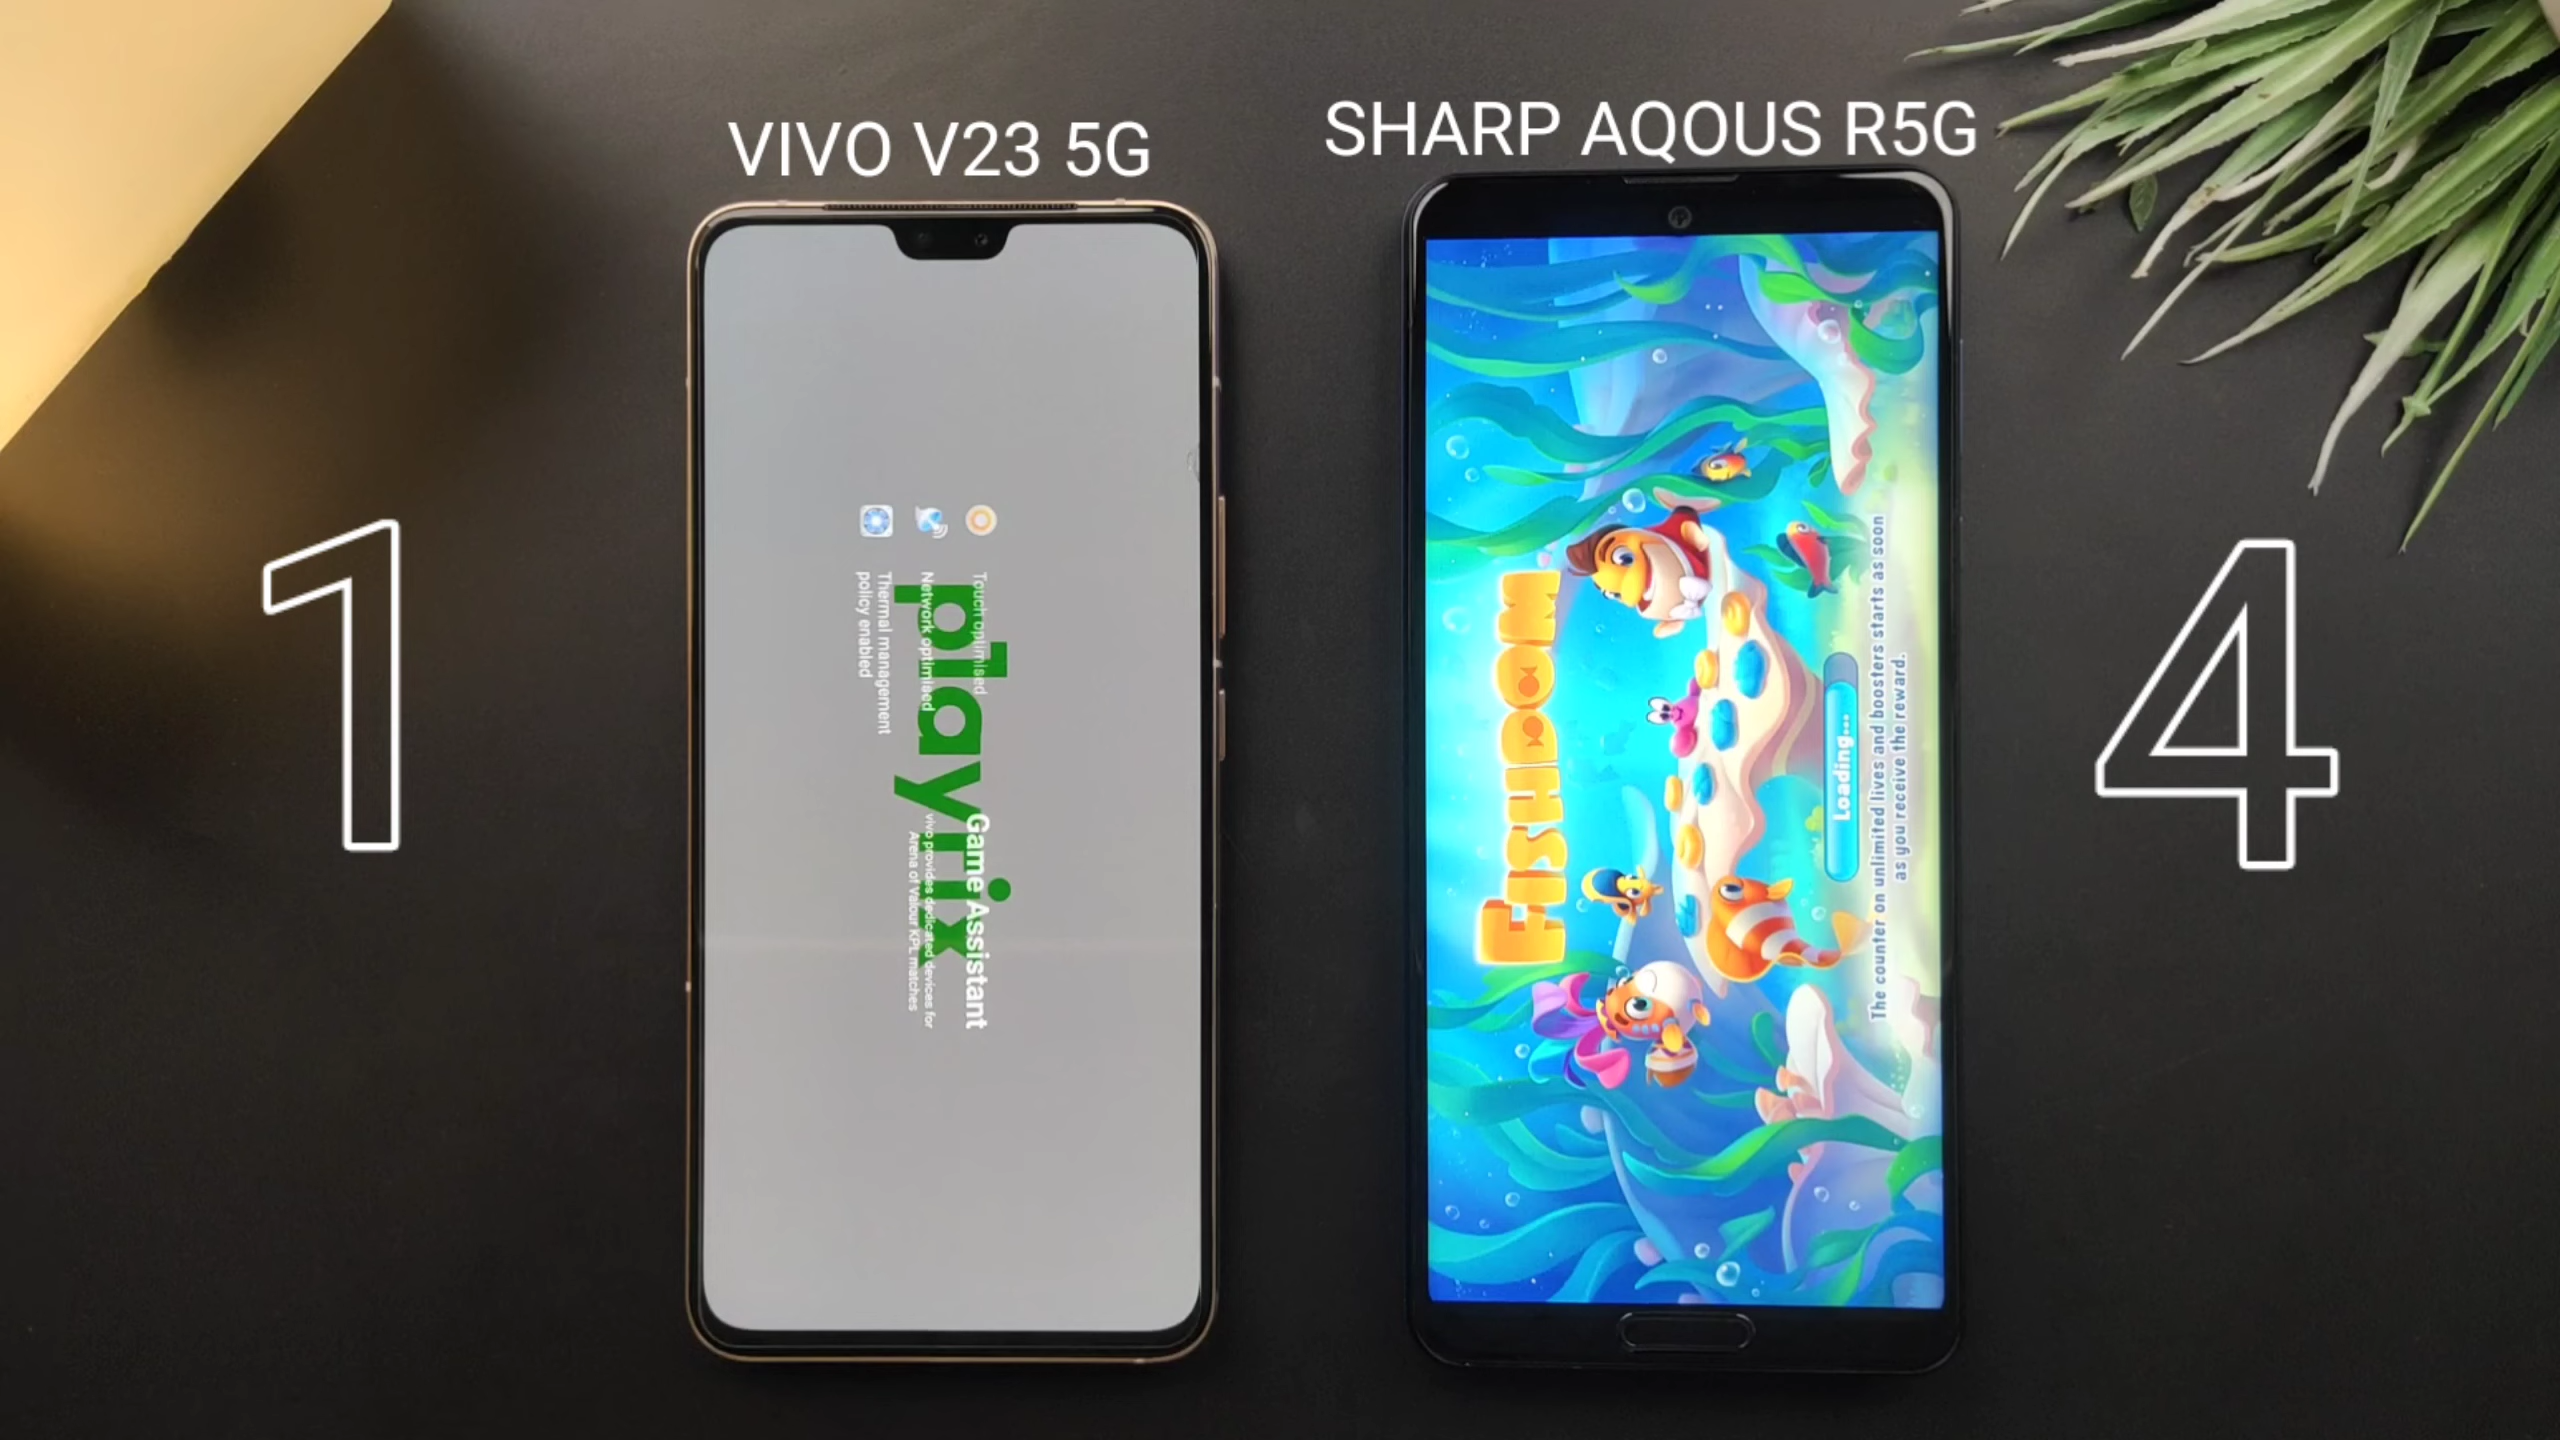 VIVO V23 5G
SHARP AQOUS R5G
1
4
Touch optimised
Network optimised
Thermal management
policy enabled
playrix
Game Assistant
vivo provides dedicated devices for
Arena of Valour KPL matches
FISHDOM
Loading...
The counter on unlimited lives and boosters starts as soon
as you receive the reward.